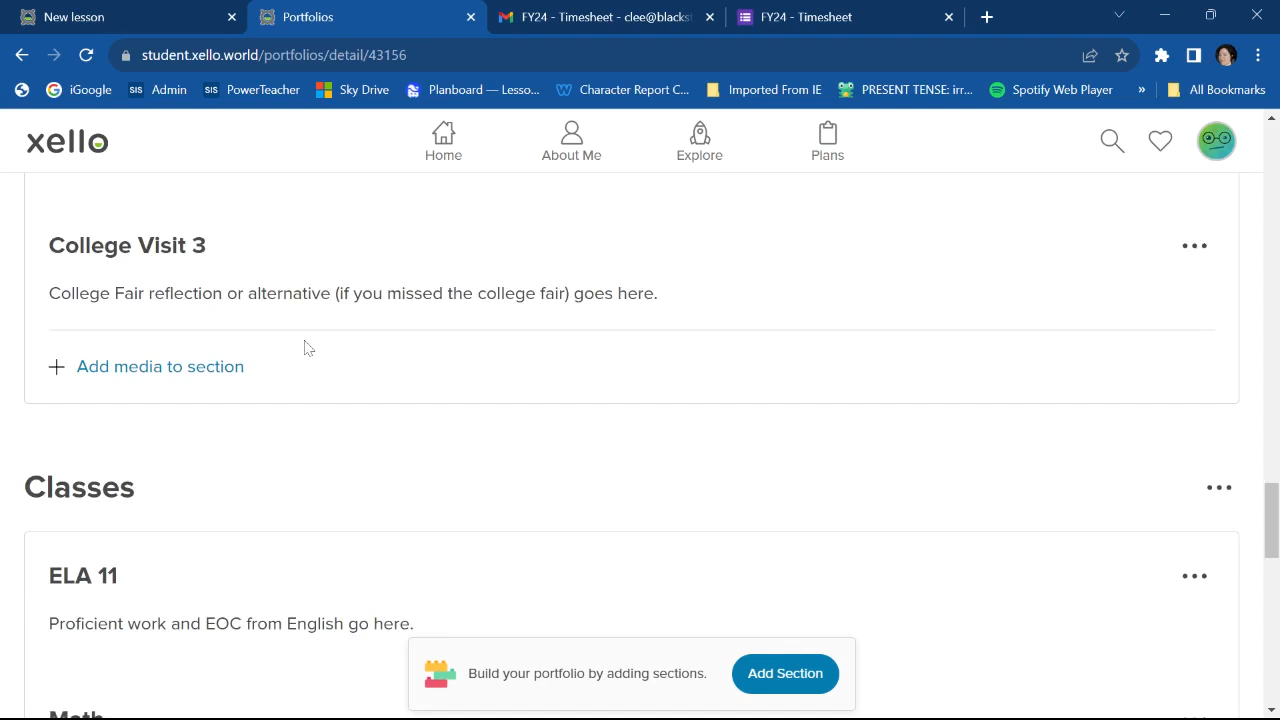 New lesson
Portfolios
FY24 - Timesheet - clee@blacks
FY24 - Timesheet
student.xello.world/portfolios/detail/43156
iGoogle
SIS Admin
SIS PowerTeacher
Sky Drive
Planboard — Lesso...
Character Report C...
Imported From IE
PRESENT TENSE: irr...
Spotify Web Player
»
All Bookmarks
xello
Home
About Me
Explore
Plans
College Visit 3
College Fair reflection or alternative (if you missed the college fair) goes here.
+ Add media to section
Classes
ELA 11
Proficient work and EOC from English go here.
Build your portfolio by adding sections.
Add Section
Math